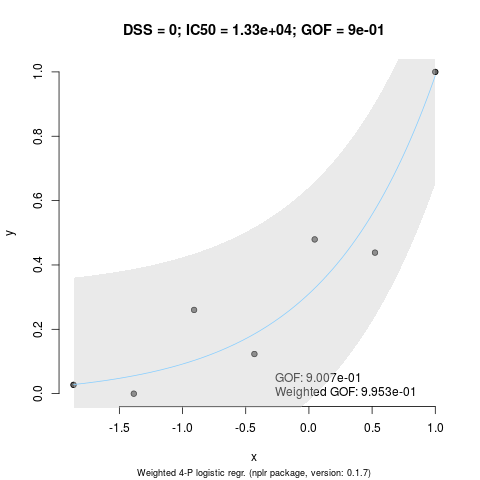 DSS = 0; IC50 = 1.33e+04; GOF = 9e-01
1.0
0.8
0.6
0.4
0.2
0.0
y
GOF: 9.007e-01
Weighted GOF: 9.953e-01
-1.5 -1.0 -0.5 0.0 0.5 1.0
x
Weighted 4-P logistic regr. (nplr package, version: 0.1.7)